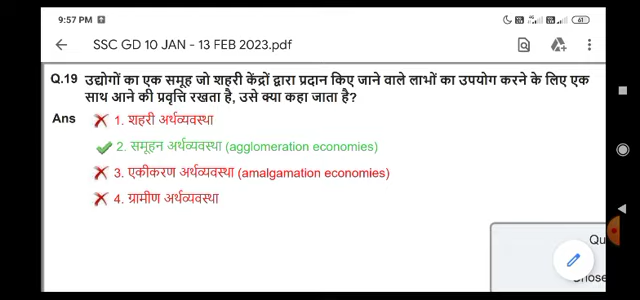 9:57 PM
61
SSC GD 10 JAN - 13 FEB 2023.pdf
Q.19 उद्योगों का एक समूह जो शहरी केंद्रों द्वारा प्रदान किए जाने वाले लाभों का उपयोग करने के लिए एक
साथ आने की प्रवृत्ति रखता है, उसे क्या कहा जाता है?
Ans 1. शहरी अर्थव्यवस्था
2. समूहन अर्थव्यवस्था (agglomeration economies)
3. एकीकरण अर्थव्यवस्था (amalgamation economies)
4. ग्रामीण अर्थव्यवस्था
Qu